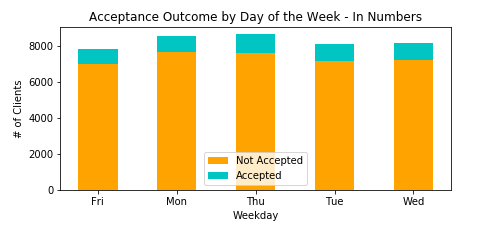 Acceptance Outcome by Day of the Week - In Numbers
8000
6000
4000
2000
0
# of Clients
Not Accepted
Accepted
Fri Mon Thu Tue Wed
Weekday